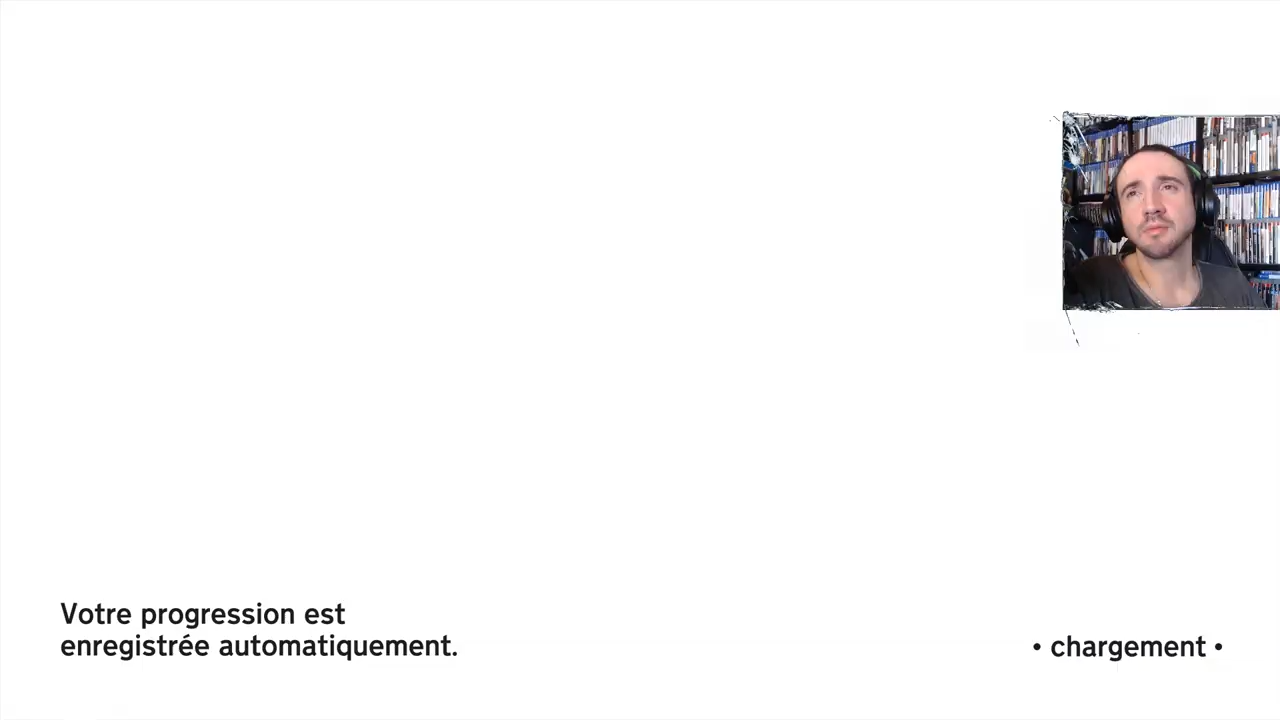 Votre progression est
enregistrée automatiquement.
• chargement •